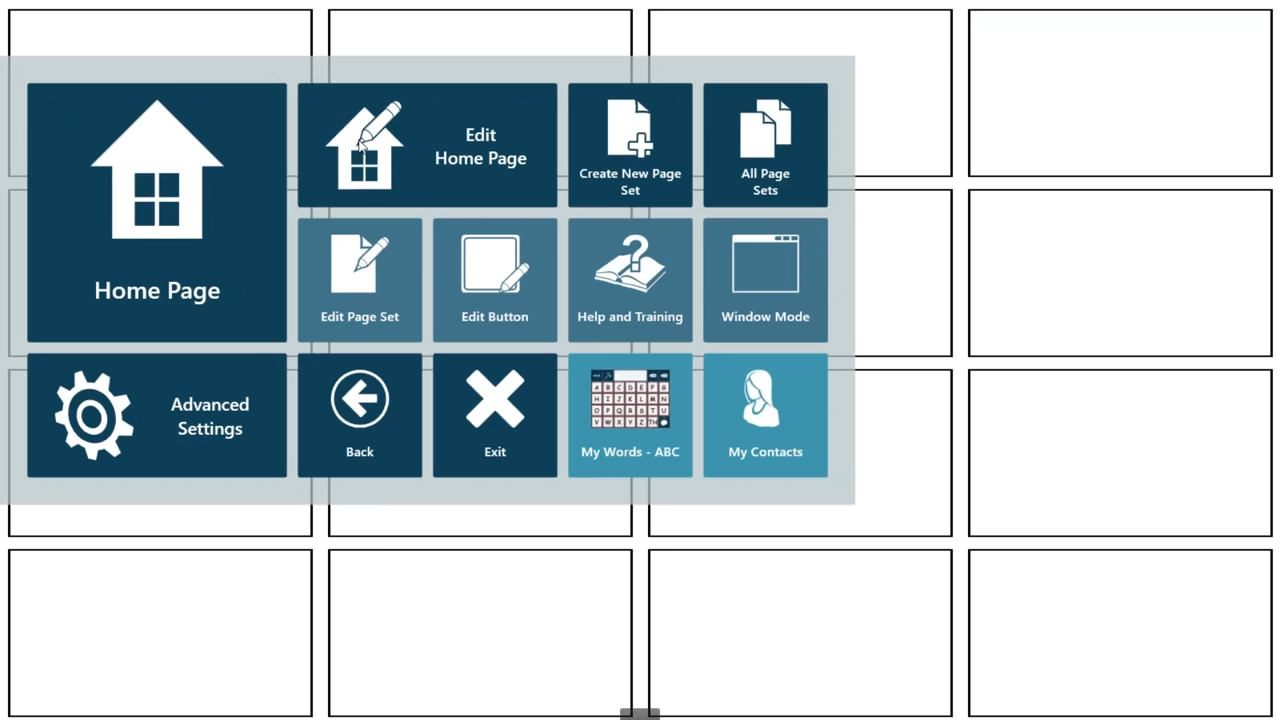 Home Page
Edit
Home Page
Create New Page
Set
All Page
Sets
Edit Page Set
Edit Button
Help and Training
Window Mode
Advanced
Settings
Back
Exit
A B C D E F G
H I J K L M N
O P Q R S T U
V W X Y Z TH
My Words - ABC
My Contacts